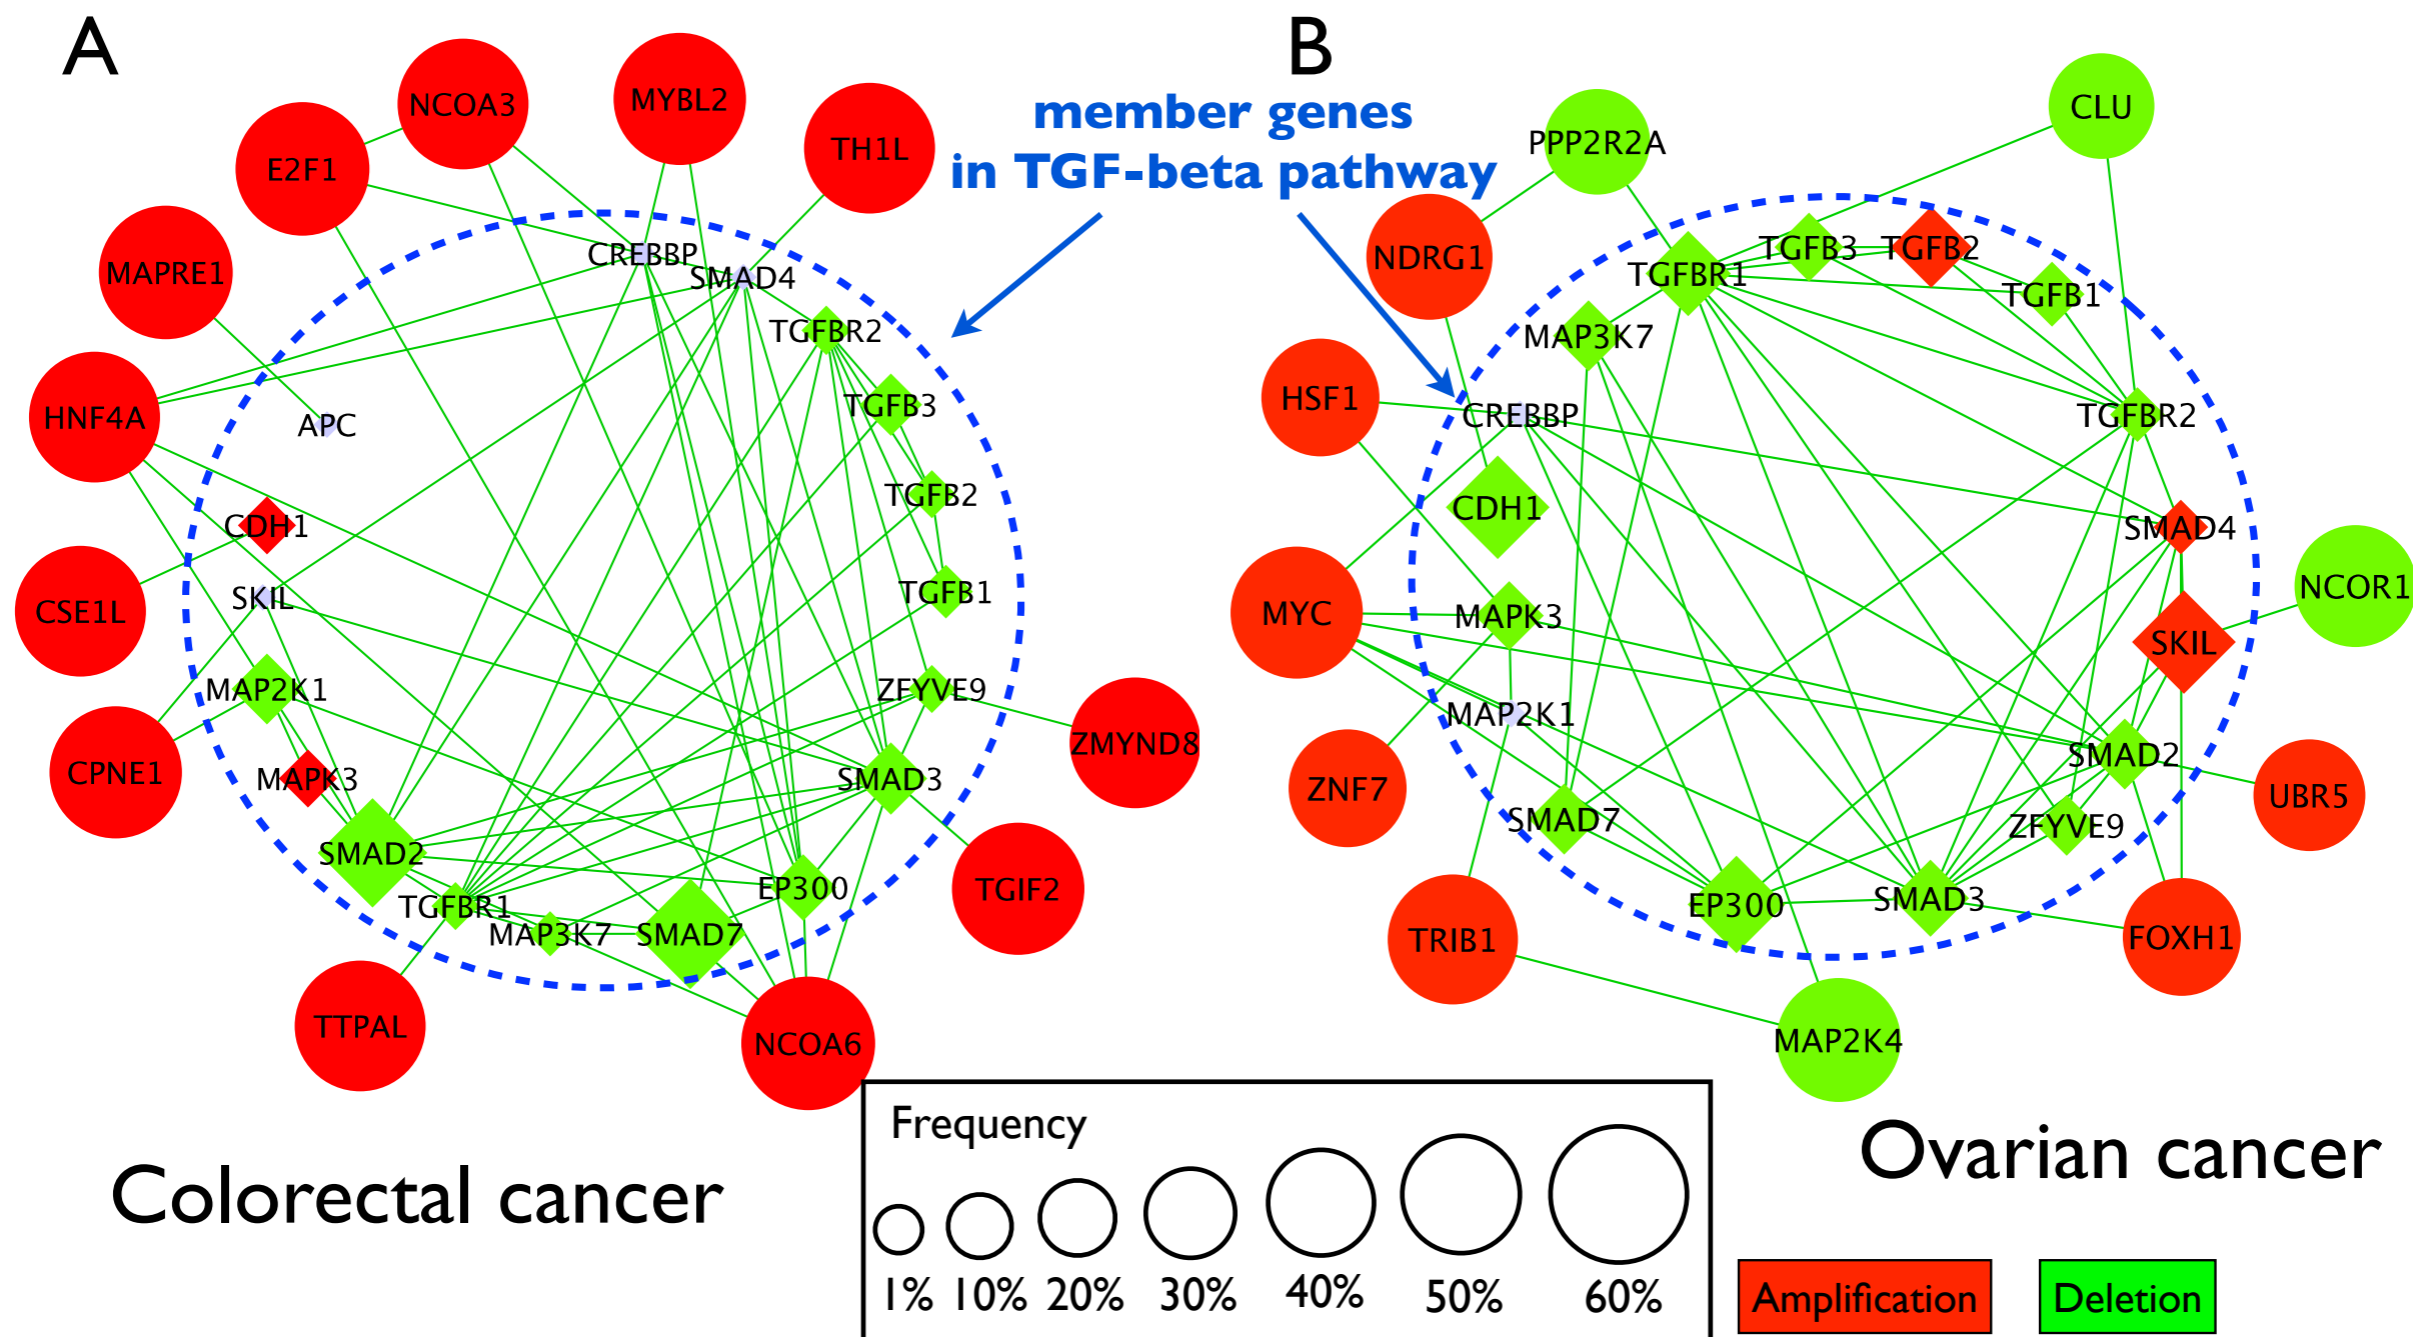 A
B
member genes
in TGF-beta pathway
NCOA3
MYBL2
TH1L
E2F1
MAPRE1
HNF4A
CSE1L
CPNE1
TTPAL
NCOA6
TGIF2
ZMYND8
CREBBP
SMAD4
TGFBR2
TGFB3
TGFB2
TGFB1
ZFYVE9
SMAD3
EP300
SMAD7
MAP3K7
TGFBR1
SMAD2
MAPK3
MAP2K1
SKIL
CDH1
APC
Colorectal cancer
PPP2R2A
CLU
NDRG1
HSF1
MYC
ZNF7
TRIB1
MAP2K4
FOXH1
UBR5
NCOR1
TGFBR1
TGFB3
TGFB2
TGFB1
MAP3K7
CREBBP
TGFBR2
CDH1
SMAD4
MAPK3
SKIL
MAP2K1
SMAD2
SMAD7
ZFYVE9
EP300
SMAD3
Ovarian cancer
Frequency
1% 10% 20% 30% 40% 50% 60%
Amplification
Deletion